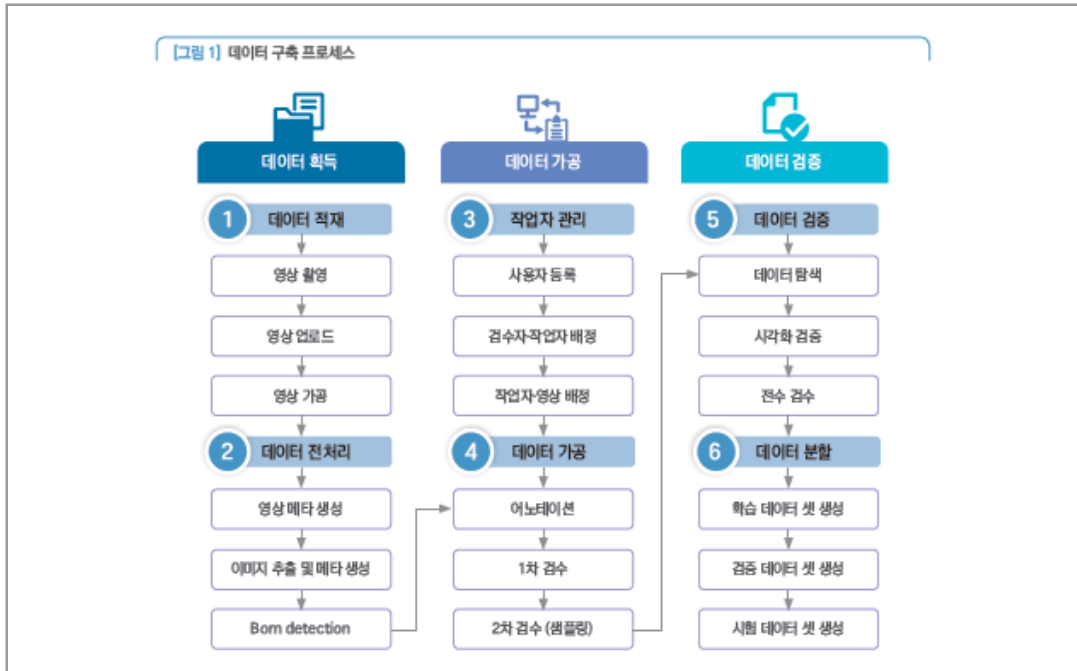 [그림 1] 데이터 구축 프로세스
데이터 획득
1 데이터 적재
영상 촬영
영상 업로드
영상 가공
2 데이터 전처리
영상 메타 생성
이미지 추출 및 메타 생성
Born detection
데이터 가공
3 작업자 관리
사용자 등록
검수자-작업자 배정
작업자-영상 배정
4 데이터 가공
어노테이션
1차 검수
2차 검수 (샘플링)
데이터 검증
5 데이터 검증
데이터 탐색
시각화 검증
전수 검수
6 데이터 분할
학습 데이터 셋 생성
검증 데이터 셋 생성
시험 데이터 셋 생성